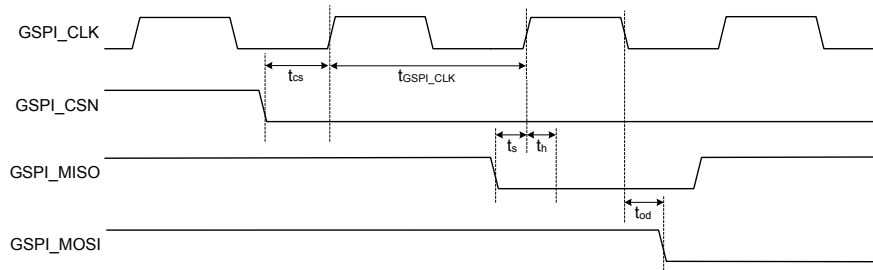 GSPI_CLK
tcs
tGSPI_CLK
GSPI_CSN
ts
th
GSPI_MISO
tod
GSPI_MOSI